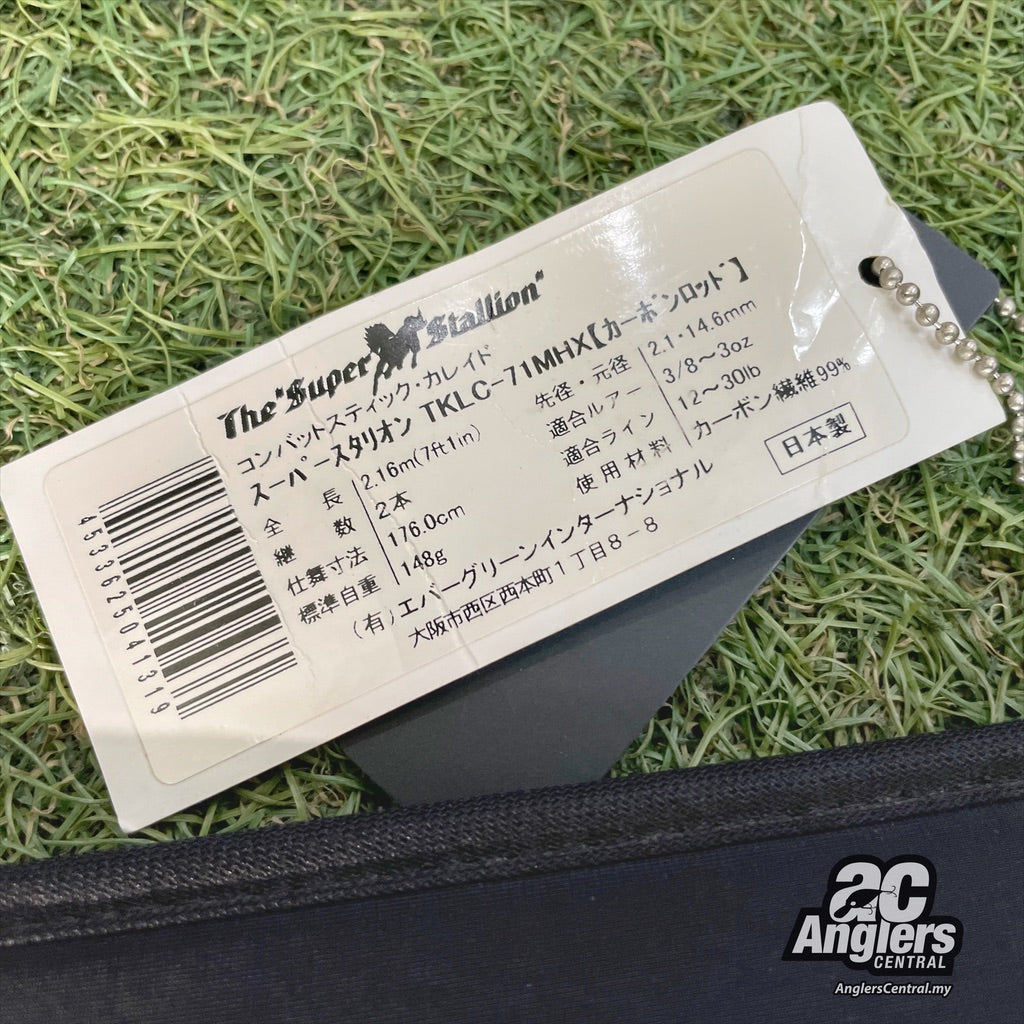 The "Super Stallion"
コンバットスティック・カレイド
スーパースタリオン TKLC-71MHX【カーボンロッド】
全長 2.16m(7ft1in)
継数 2本
仕舞寸法 176.0cm
標準自重 148g
先径・元径 2.1・14.6mm
適合ルアー 3/8〜3oz
適合ライン 12〜30lb
使用材料 カーボン繊維99%
(有)エバーグリーンインターナショナル
日本製
大阪市西区西本町1丁目8-8
4533625041319
ac
Anglers
CENTRAL
AnglersCentral.my